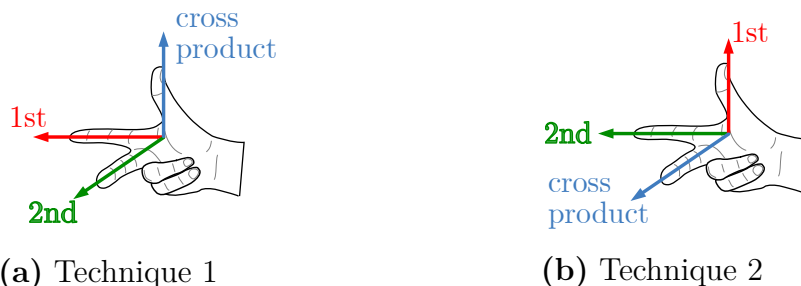 cross
product
1st
2nd
(a) Technique 1
1st
2nd
cross
product
(b) Technique 2